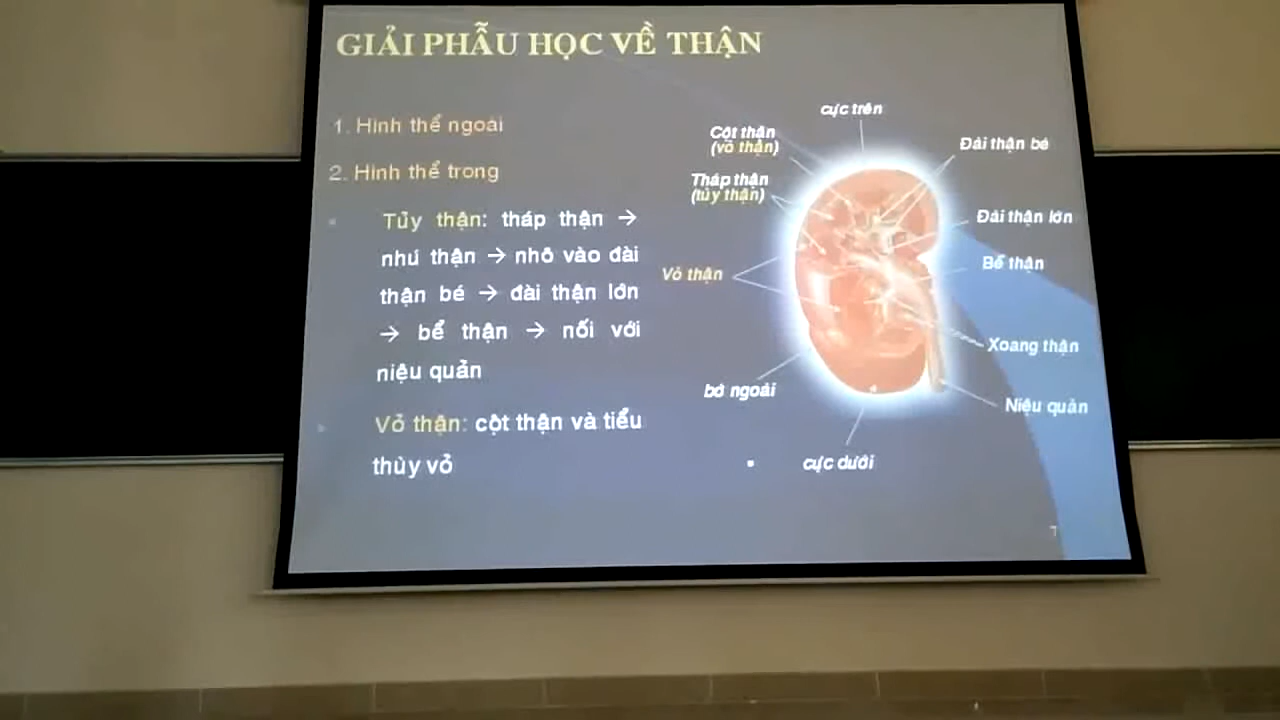 GIẢI PHẪU HỌC VỀ THẬN
1. Hình thể ngoài
2. Hình thể trong
Tủy thận: tháp thận →
nhú thận → nhô vào đài
thận bé → đài thận lớn
→ bể thận → nối với
niệu quản
Vỏ thận: cột thận và tiểu
thùy vỏ
cực trên
Cột thận
(vỏ thận)
Tháp thận
(tủy thận)
Vỏ thận
bờ ngoài
cực dưới
Đài thận bé
Đài thận lớn
Bể thận
Xoang thận
Niệu quản
7